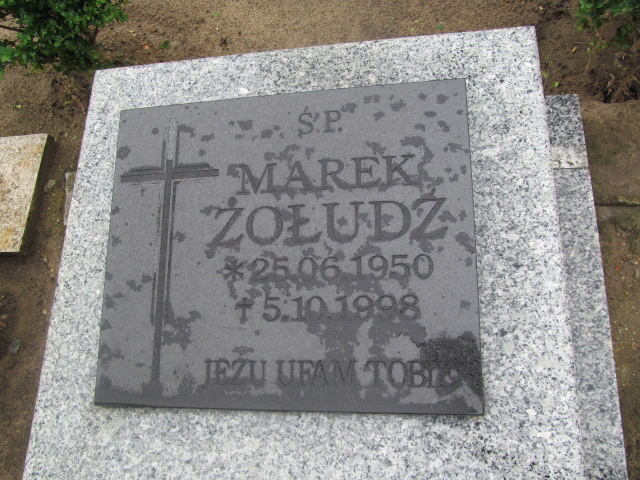 Ś.P.
MAREK
ŻOŁUDŹ
* 25.06.1950
† 5.10.1998
JEZU UFAM TOBIE